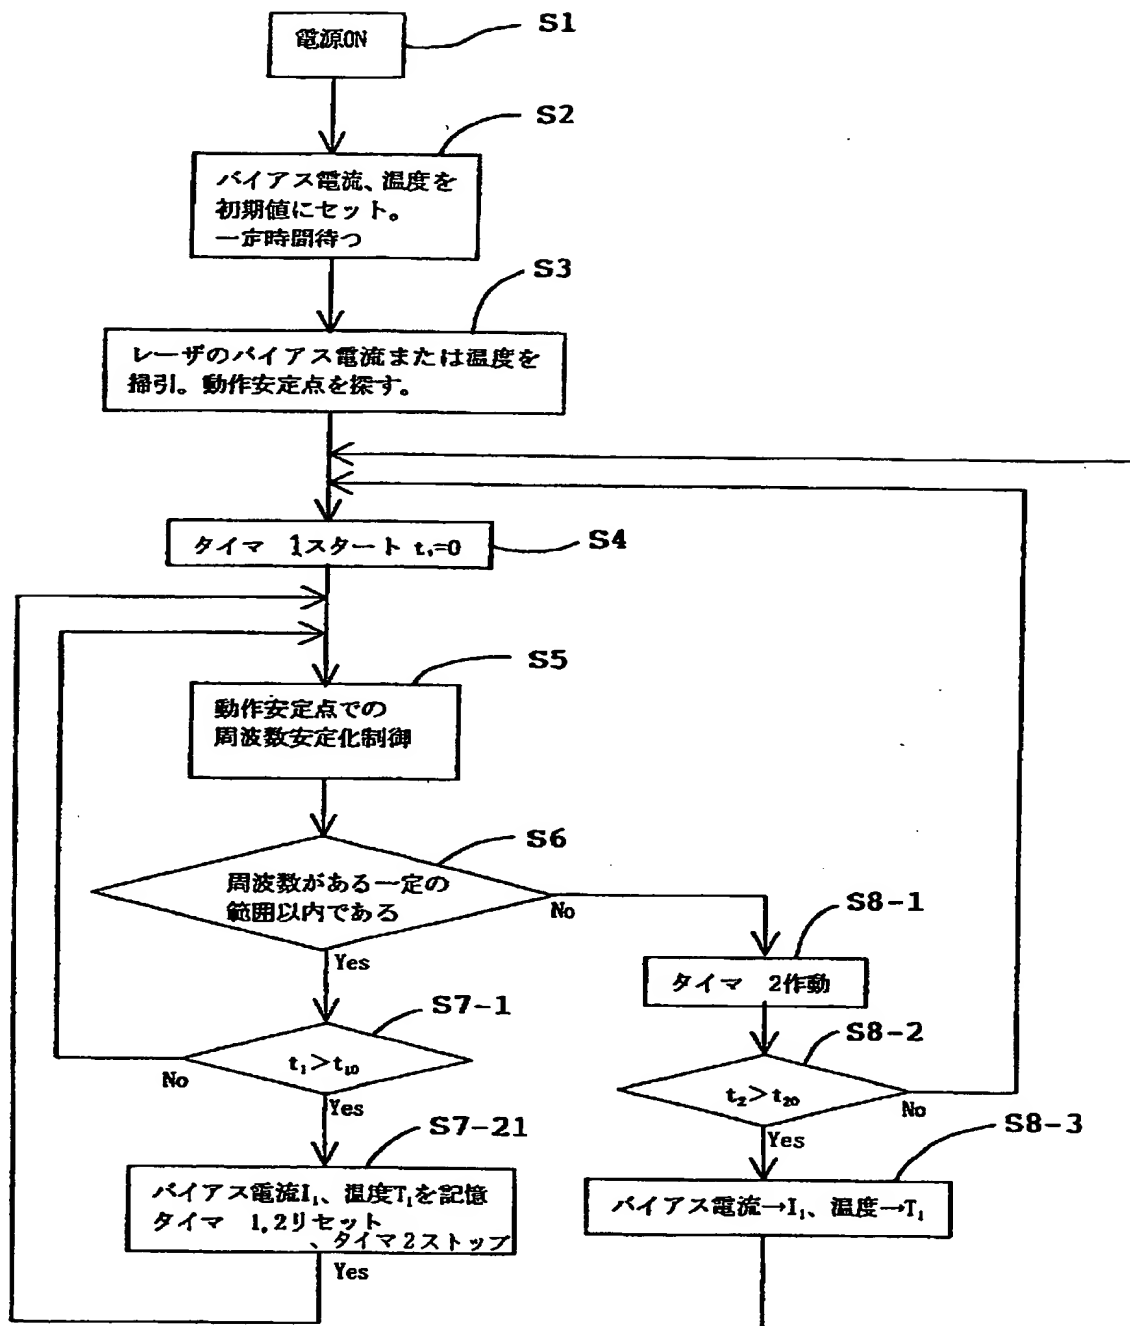 電源ON
S1
S2
バイアス電流、温度を
初期値にセット。
一定時間待つ
S3
レーザのバイアス電流または温度を
掃引。動作安定点を探す。
タイマ 1スタート t₁=0
S4
S5
動作安定点での
周波数安定化制御
S6
周波数がある一定の
範囲以内である
No
Yes
S8-1
タイマ 2作動
S7-1
t₁>t₁₀
No
Yes
S8-2
t₂>t₂₀
No
Yes
S7-21
バイアス電流I₁、温度T₁を記憶
タイマ 1,2リセット
、タイマ2ストップ
Yes
S8-3
バイアス電流→I₁、温度→T₁